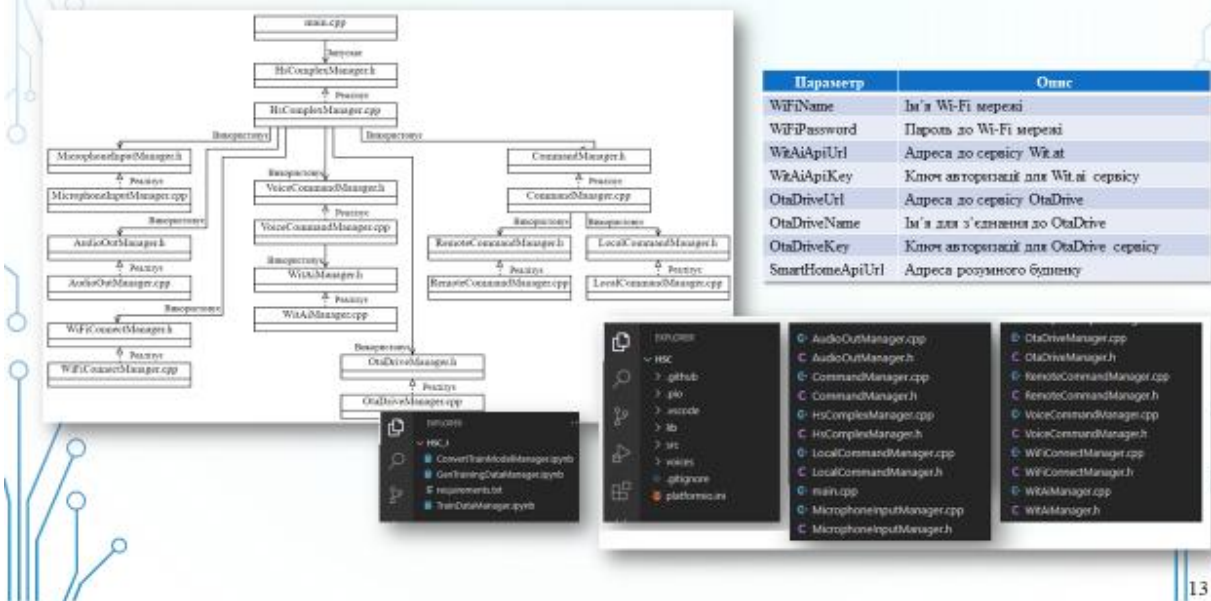 main.cpp
Запускає
HsComplexManager.h
Реалізує
HsComplexManager.cpp
Використовує
Використовує
MicrophoneInputManager.h
Реалізує
MicrophoneInputManager.cpp
Використовує
AudioOutManager.h
Реалізує
AudioOutManager.cpp
Використовує
WiFiConnectManager.h
Реалізує
WiFiConnectManager.cpp
Використовує
VoiceCommandManager.h
Реалізує
VoiceCommandManager.cpp
Використовує
WitAiManager.h
Реалізує
WitAiManager.cpp
Використовує
OtaDriveManager.h
Реалізує
OtaDriveManager.cpp
CommandManager.h
Реалізує
CommandManager.cpp
Використовує
Використовує
RemoteCommandManager.h
Реалізує
RemoteCommandManager.cpp
LocalCommandManager.h
Реалізує
LocalCommandManager.cpp
Параметр Опис
WiFiName Ім'я Wi-Fi мережі
WiFiPassword Пароль до Wi-Fi мережі
WitAiApiUrl Адреса до сервісу Wit.at
WitAiApiKey Ключ авторизації для Wit.ai сервісу
OtaDriveUrl Адреса до сервісу OtaDrive
OtaDriveName Ім'я для з'єднання до OtaDrive
OtaDriveKey Ключ авторизації для OtaDrive сервісу
SmartHomeApiUrl Адреса розумного будинку
EXPLORER
HSC_I
ConvertTrainModelManager.ipynb
GenTrainingDataManager.ipynb
requirements.txt
TrainDataManager.ipynb
EXPLORER
HSC
.github
.pio
.vscode
lib
src
voices
.gitignore
platformio.ini
AudioOutManager.cpp
AudioOutManager.h
CommandManager.cpp
CommandManager.h
HsComplexManager.cpp
HsComplexManager.h
LocalCommandManager.cpp
LocalCommandManager.h
main.cpp
MicrophoneInputManager.cpp
MicrophoneInputManager.h
OtaDriveManager.cpp
OtaDriveManager.h
RemoteCommandManager.cpp
RemoteCommandManager.h
VoiceCommandManager.cpp
VoiceCommandManager.h
WiFiConnectManager.cpp
WiFiConnectManager.h
WitAiManager.cpp
WitAiManager.h
13